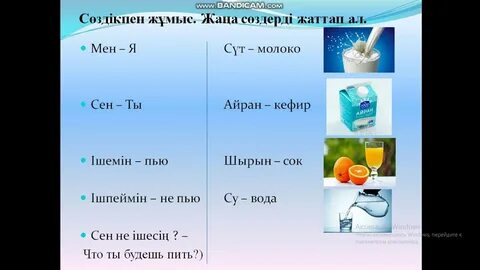 www.BANDICAM.com
Сөздікпен жұмыс. Жаңа сөздерді жаттап ал.
Мен – Я
Сүт – молоко
Сен – Ты
Айран – кефир
АЙРАН
Ішемін – пью
Шырын – сок
Ішпеймін – не пью
Су – вода
Сен не ішесің ? –
Что ты будешь пить?)
Активация Windows
Чтобы активировать Windows, перейдите к
параметрам компьютера.